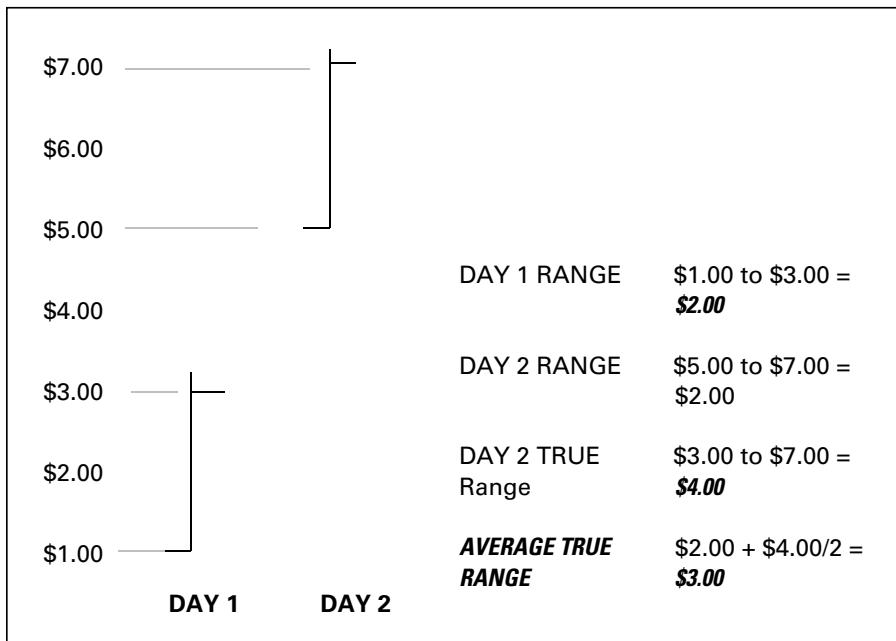 $7.00
$6.00
$5.00
$4.00
$3.00
$2.00
$1.00
DAY 1 DAY 2
DAY 1 RANGE $1.00 to $3.00 =
$2.00
DAY 2 RANGE $5.00 to $7.00 =
$2.00
DAY 2 TRUE $3.00 to $7.00 =
Range $4.00
AVERAGE TRUE $2.00 + $4.00/2 =
RANGE $3.00